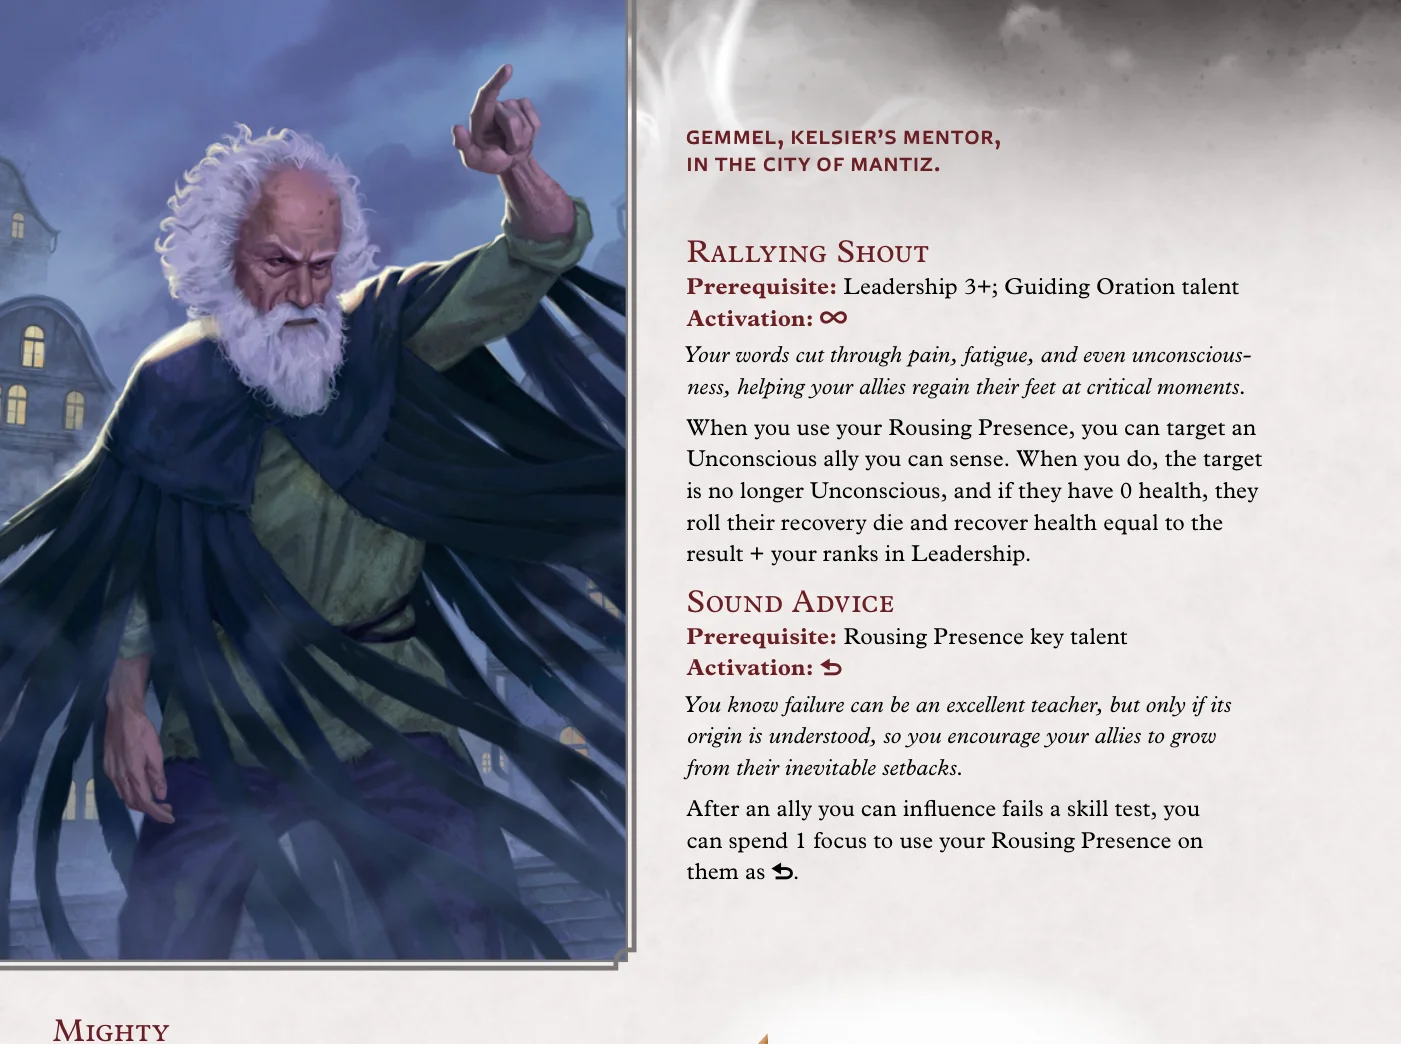 GEMMEL, KELSIER’S MENTOR,
IN THE CITY OF MANTIZ.
RALLYING SHOUT
Prerequisite: Leadership 3+; Guiding Oration talent
Activation: ∞
Your words cut through pain, fatigue, and even unconscious-
ness, helping your allies regain their feet at critical moments.
When you use your Rousing Presence, you can target an
Unconscious ally you can sense. When you do, the target
is no longer Unconscious, and if they have 0 health, they
roll their recovery die and recover health equal to the
result + your ranks in Leadership.
SOUND ADVICE
Prerequisite: Rousing Presence key talent
Activation: ⮌
You know failure can be an excellent teacher, but only if its
origin is understood, so you encourage your allies to grow
from their inevitable setbacks.
After an ally you can influence fails a skill test, you
can spend 1 focus to use your Rousing Presence on
them as ⮌.
MIGHTY